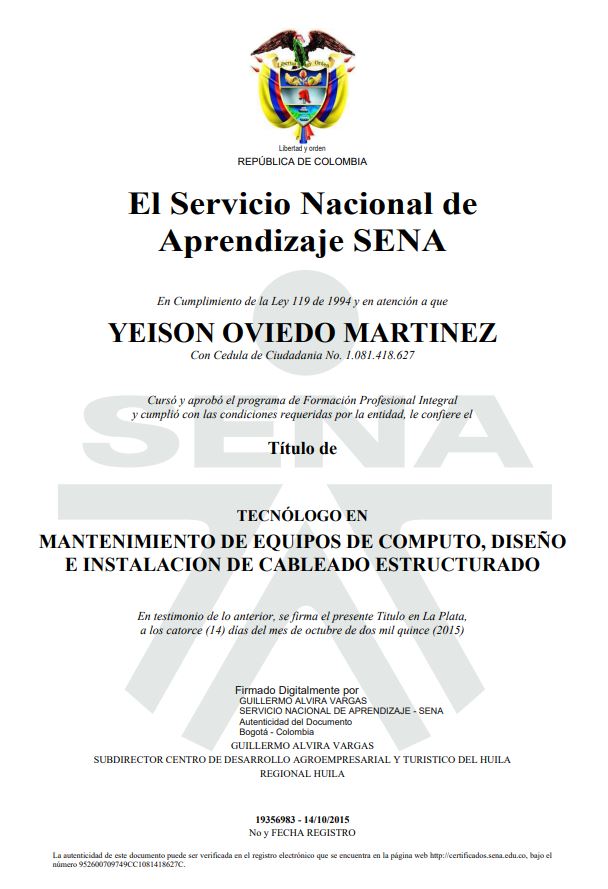 Libertad y Orden
Libertad y orden
REPÚBLICA DE COLOMBIA
El Servicio Nacional de
Aprendizaje SENA
En Cumplimiento de la Ley 119 de 1994 y en atención a que
YEISON OVIEDO MARTINEZ
Con Cedula de Ciudadania No. 1.081.418.627
Cursó y aprobó el programa de Formación Profesional Integral
y cumplió con las condiciones requeridas por la entidad, le confiere el
SENA
Título de
TECNÓLOGO EN
MANTENIMIENTO DE EQUIPOS DE COMPUTO, DISEÑO
E INSTALACION DE CABLEADO ESTRUCTURADO
En testimonio de lo anterior, se firma el presente Titulo en La Plata,
a los catorce (14) días del mes de octubre de dos mil quince (2015)
Firmado Digitalmente por
GUILLERMO ALVIRA VARGAS
SERVICIO NACIONAL DE APRENDIZAJE - SENA
Autenticidad del Documento
Bogotá - Colombia
GUILLERMO ALVIRA VARGAS
SUBDIRECTOR CENTRO DE DESARROLLO AGROEMPRESARIAL Y TURISTICO DEL HUILA
REGIONAL HUILA
19356983 - 14/10/2015
No y FECHA REGISTRO
La autenticidad de este documento puede ser verificada en el registro electrónico que se encuentra en la página web http://certificados.sena.edu.co, bajo el
número 952600709749CC1081418627C.